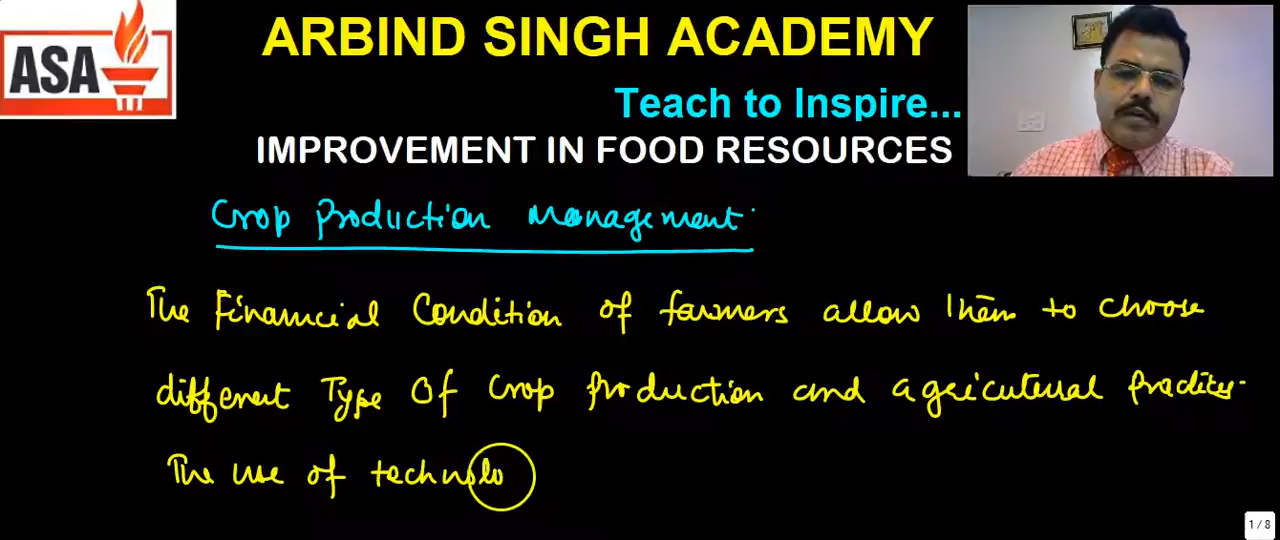 ASA
ARBIND SINGH ACADEMY
Teach to Inspire...
IMPROVEMENT IN FOOD RESOURCES
Crop Production Management
The Financial Condition of farmers allow them to choose
different Type Of Crop Production and agricutural Practices.
The use of technolo
1 / 8